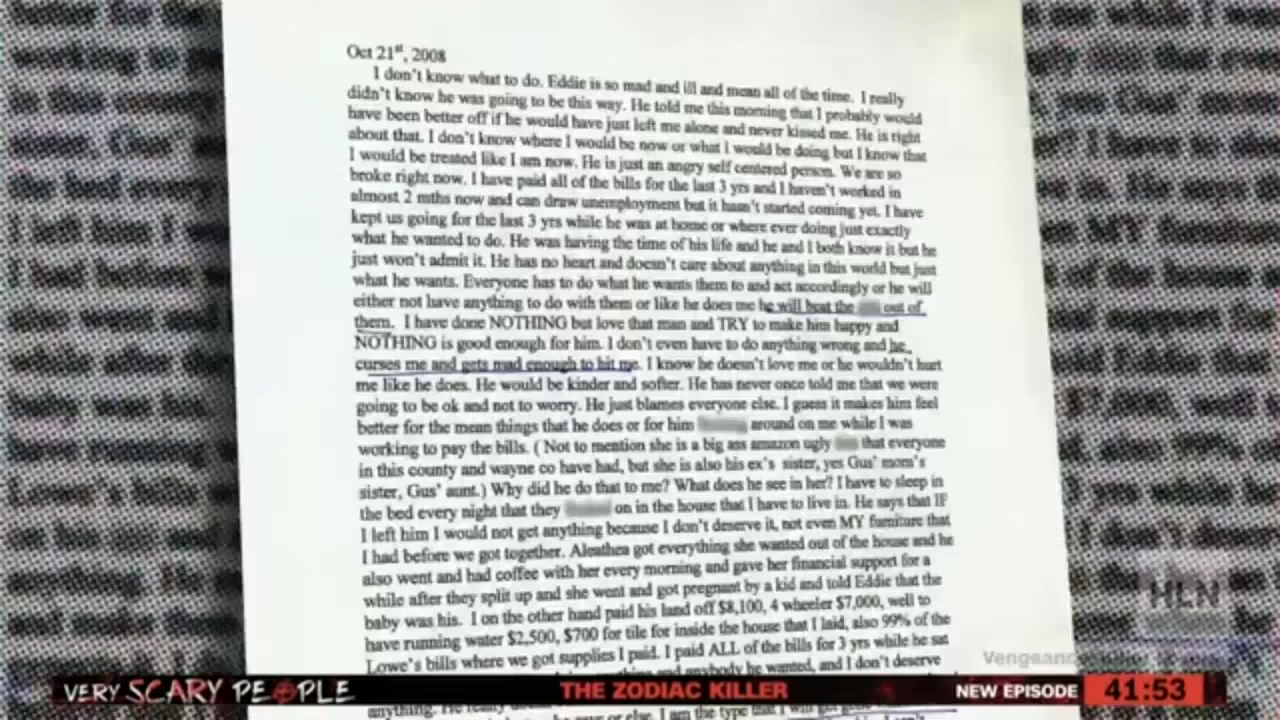 Oct 21st, 2008
I don't know what to do. Eddie is so mad and ill and mean all of the time. I really
didn't know he was going to be this way. He told me this morning that I probably would
have been better off if he would have just left me alone and never kissed me. He is right
about that. I don't know where I would be now or what I would be doing but I know that
I would be treated like I am now. He is just an angry self centered person. We are so
broke right now. I have paid all of the bills for the last 3 yrs and I haven't worked in
almost 2 mths now and can draw unemployment but it hasn't started coming yet. I have
kept us going for the last 3 yrs while he was at home or where ever doing just exactly
what he wanted to do. He was having the time of his life and he and I both know it but he
just won't admit it. He has no heart and doesn't care about anything in this world but just
what he wants. Everyone has to do what he wants them to and act accordingly or he will
either not have anything to do with them or like he does me he will beat the out of
them. I have done NOTHING but love that man and TRY to make him happy and
NOTHING is good enough for him. I don't even have to do anything wrong and he
curses me and gets mad enough to hit me. I know he doesn't love me or he wouldn't hurt
me like he does. He would be kinder and softer. He has never once told me that we were
going to be ok and not to worry. He just blames everyone else. I guess it makes him feel
better for the mean things that he does or for him around on me while I was
working to pay the bills. ( Not to mention she is a big ass amazon ugly that everyone
in this county and wayne co have had, but she is also his ex's sister, yes Gus' mom's
sister, Gus' aunt.) Why did he do that to me? What does he see in her? I have to sleep in
the bed every night that they on in the house that I have to live in. He says that IF
I left him I would not get anything because I don't deserve it, not even MY furniture that
I had before we got together. Aleathea got everything she wanted out of the house and he
also went and had coffee with her every morning and gave her financial support for a
while after they split up and she went and got pregnant by a kid and told Eddie that the
baby was his. I on the other hand paid his land off $8,100, 4 wheeler $7,000, well to
have running water $2,500, $700 for tile for inside the house that I laid, also 99% of the
Lowe's bills where we got supplies I paid. I paid ALL of the bills for 3 yrs while he sat
and anybody he wanted, and I don't deserve
anything. He
or else. I am the type
HLN
VERY SCARY PEOPLE
THE ZODIAC KILLER
NEW EPISODE
41:53